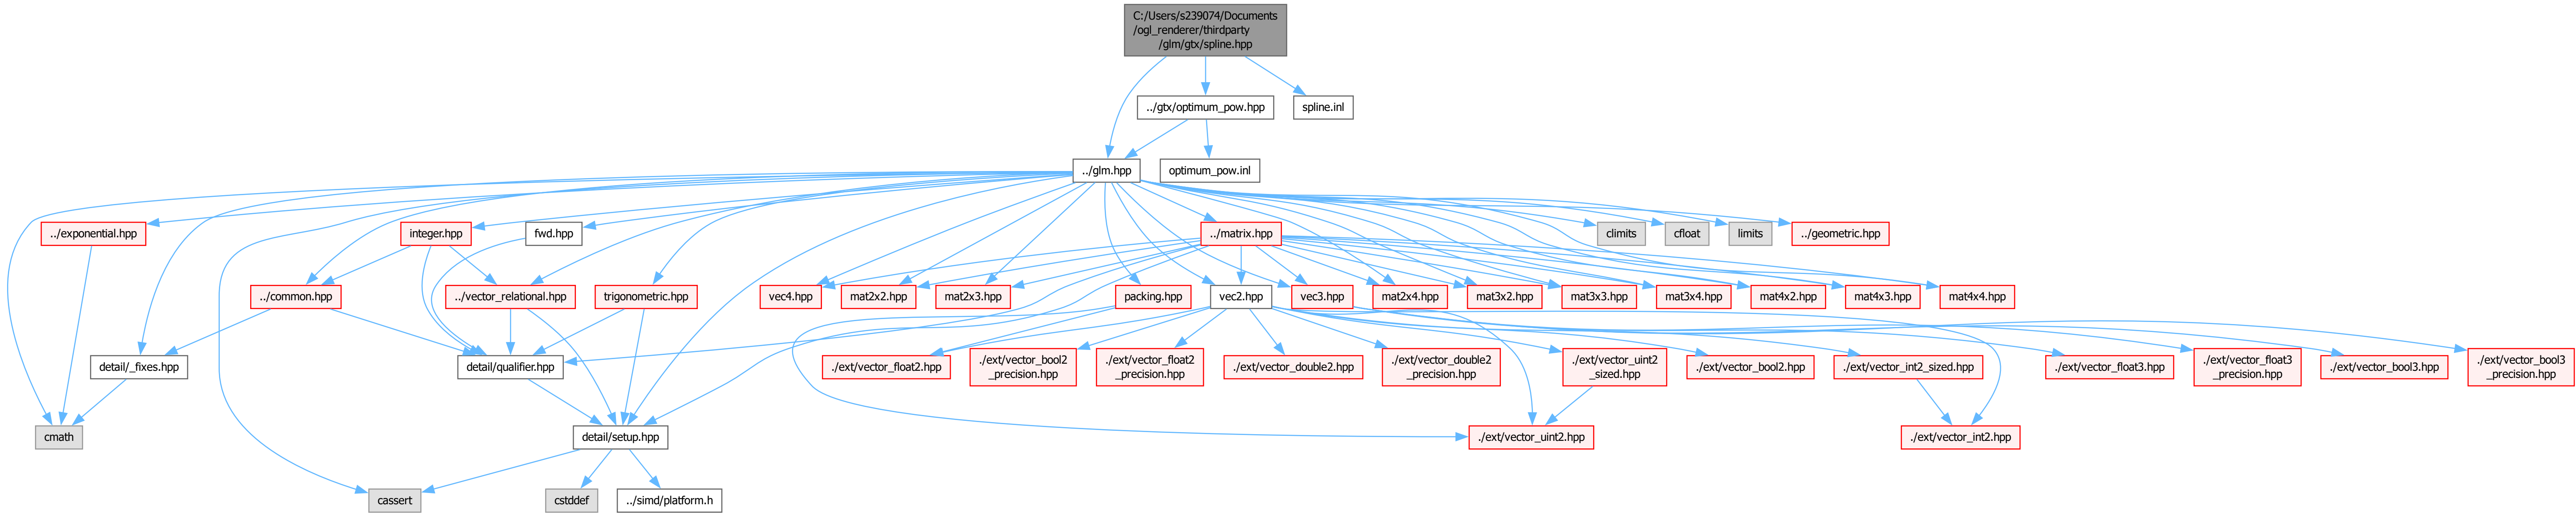 C:/Users/s239074/Documents
/ogl_renderer/thirdparty
/glm/gtx/spline.hpp
../gtx/optimum_pow.hpp
spline.inl
../glm.hpp
optimum_pow.inl
../exponential.hpp
integer.hpp
fwd.hpp
../matrix.hpp
climits
cfloat
limits
../geometric.hpp
../common.hpp
../vector_relational.hpp
trigonometric.hpp
vec4.hpp
mat2x2.hpp
mat2x3.hpp
packing.hpp
vec2.hpp
vec3.hpp
mat2x4.hpp
mat3x2.hpp
mat3x3.hpp
mat3x4.hpp
mat4x2.hpp
mat4x3.hpp
mat4x4.hpp
detail/_fixes.hpp
detail/qualifier.hpp
./ext/vector_float2.hpp
./ext/vector_bool2
_precision.hpp
./ext/vector_float2
_precision.hpp
./ext/vector_double2.hpp
./ext/vector_double2
_precision.hpp
./ext/vector_uint2
_sized.hpp
./ext/vector_bool2.hpp
./ext/vector_int2_sized.hpp
./ext/vector_float3.hpp
./ext/vector_float3
_precision.hpp
./ext/vector_bool3.hpp
./ext/vector_bool3
_precision.hpp
cmath
detail/setup.hpp
./ext/vector_uint2.hpp
./ext/vector_int2.hpp
cassert
cstddef
../simd/platform.h